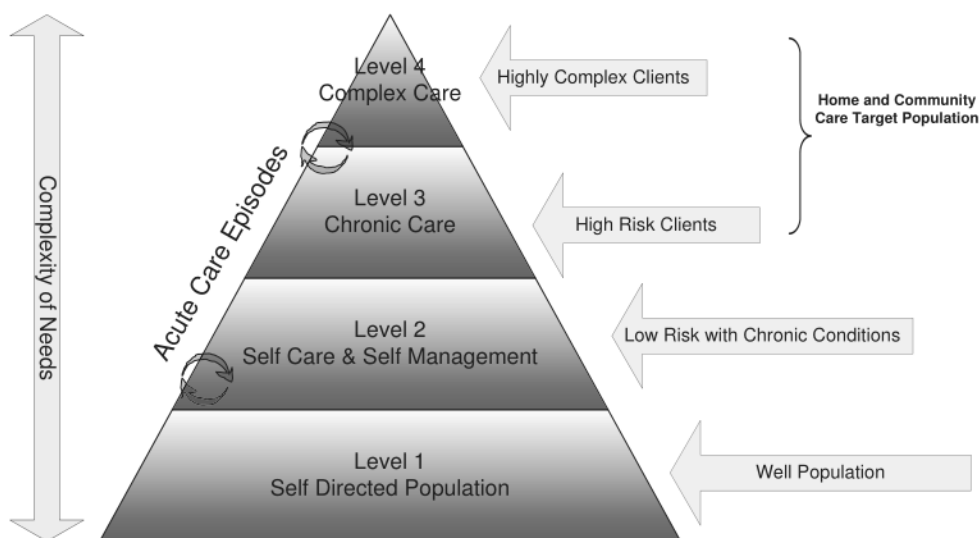 Level 4
Complex Care
Highly Complex Clients
Home and Community
Care Target Population
Acute Care Episodes
Complexity of Needs
Level 3
Chronic Care
High Risk Clients
Level 2
Self Care & Self Management
Low Risk with Chronic Conditions
Level 1
Self Directed Population
Well Population